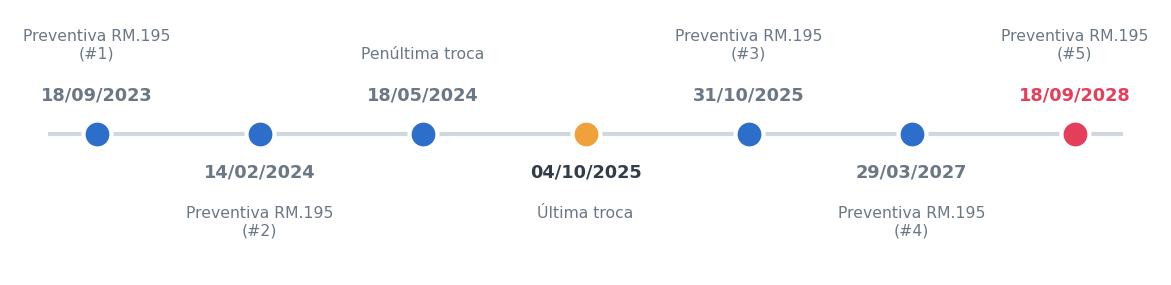 Preventiva RM.195
(#1)
18/09/2023
14/02/2024
Preventiva RM.195
(#2)
Penúltima troca
18/05/2024
04/10/2025
Última troca
Preventiva RM.195
(#3)
31/10/2025
29/03/2027
Preventiva RM.195
(#4)
Preventiva RM.195
(#5)
18/09/2028